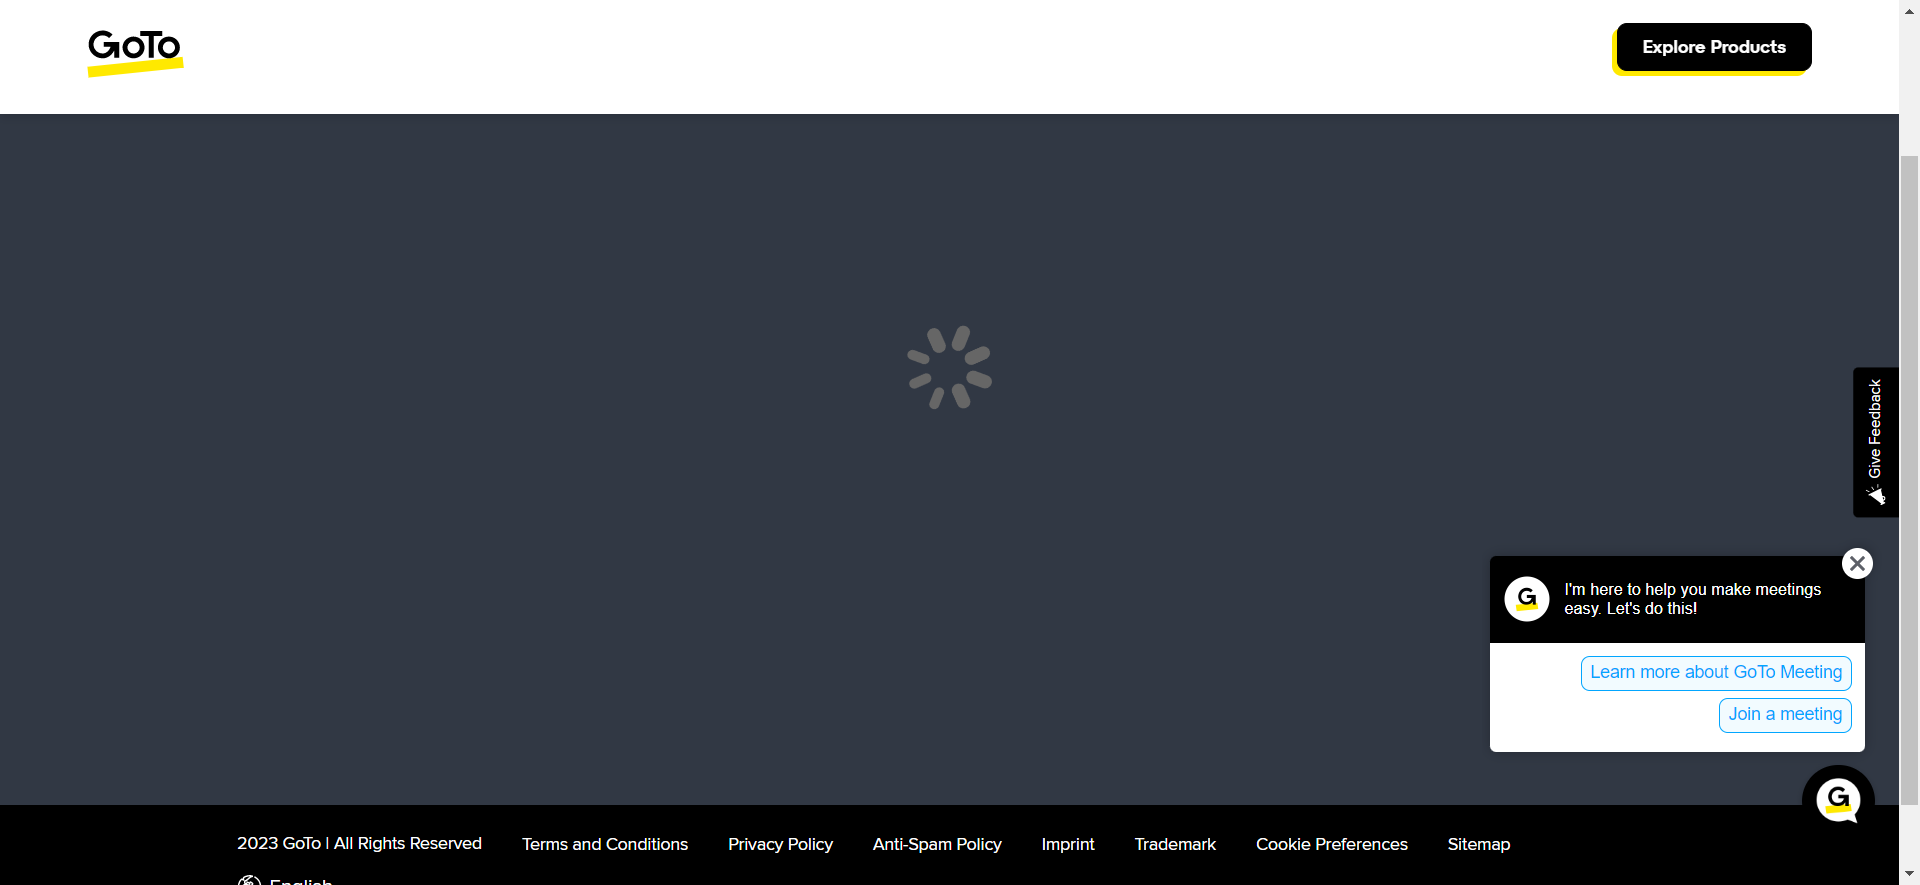 GoTo
Explore Products
Give Feedback
G
I'm here to help you make meetings
easy. Let's do this!
Learn more about GoTo Meeting
Join a meeting
G
2023 GoTo | All Rights Reserved
Terms and Conditions
Privacy Policy
Anti-Spam Policy
Imprint
Trademark
Cookie Preferences
Sitemap
English